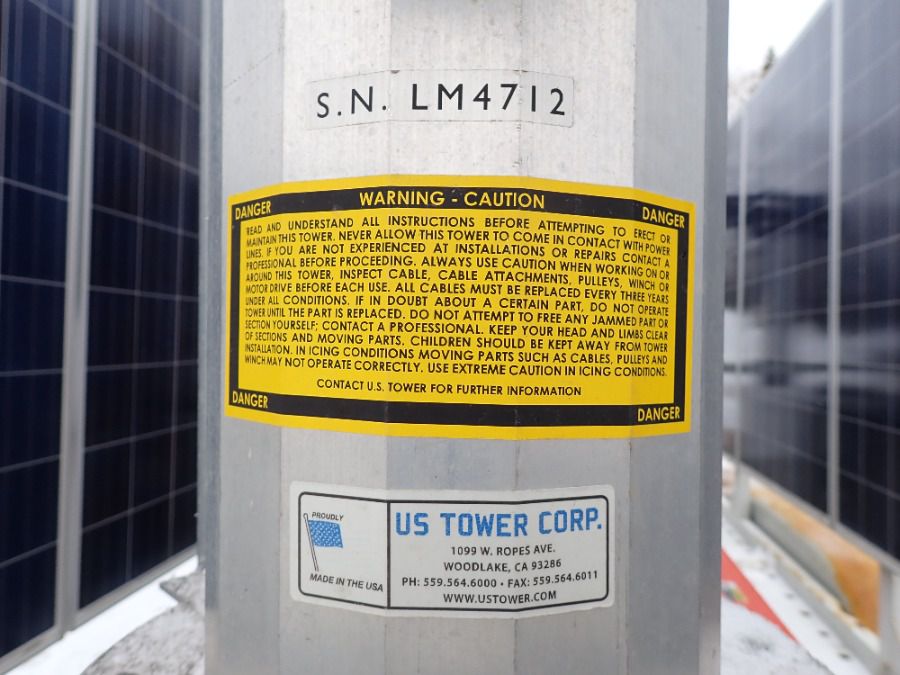 S.N. LM4712
WARNING - CAUTION
DANGER
DANGER
READ AND UNDERSTAND ALL INSTRUCTIONS BEFORE ATTEMPTING TO ERECT OR
MAINTAIN THIS TOWER. NEVER ALLOW THIS TOWER TO COME IN CONTACT WITH POWER
LINES. IF YOU ARE NOT EXPERIENCED AT INSTALLATIONS OR REPAIRS CONTACT A
PROFESSIONAL BEFORE PROCEEDING. ALWAYS USE CAUTION WHEN WORKING ON OR
AROUND THIS TOWER, INSPECT CABLE, CABLE ATTACHMENTS, PULLEYS, WINCH OR
MOTOR DRIVE BEFORE EACH USE. ALL CABLES MUST BE REPLACED EVERY THREE YEARS
UNDER ALL CONDITIONS. IF IN DOUBT ABOUT A CERTAIN PART, DO NOT OPERATE
TOWER UNTIL THE PART IS REPLACED. DO NOT ATTEMPT TO FREE ANY JAMMED PART OR
SECTION YOURSELF; CONTACT A PROFESSIONAL. KEEP YOUR HEAD AND LIMBS CLEAR
OF SECTIONS AND MOVING PARTS. CHILDREN SHOULD BE KEPT AWAY FROM TOWER
INSTALLATION. IN ICING CONDITIONS MOVING PARTS SUCH AS CABLES, PULLEYS AND
WINCH MAY NOT OPERATE CORRECTLY. USE EXTREME CAUTION IN ICING CONDITIONS.
CONTACT U.S. TOWER FOR FURTHER INFORMATION
DANGER
DANGER
PROUDLY
MADE IN THE USA
US TOWER CORP.
1099 W. ROPES AVE.
WOODLAKE, CA 93286
PH: 559.564.6000 • FAX: 559.564.6011
WWW.USTOWER.COM